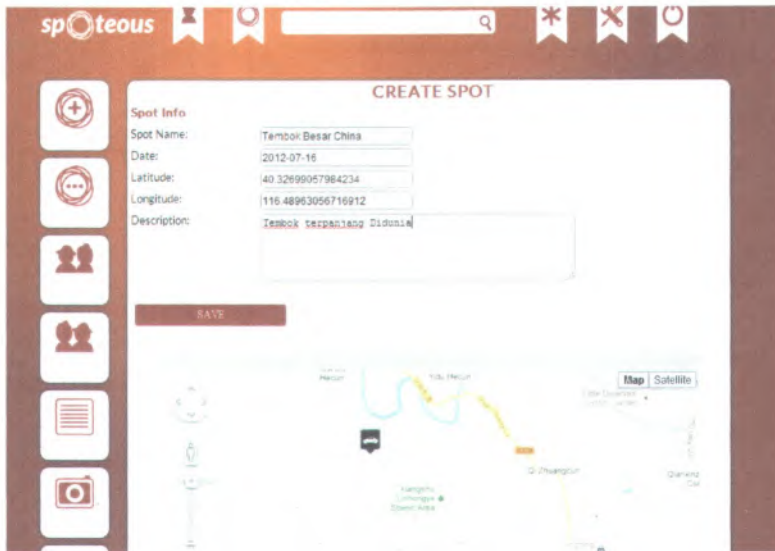 spoteous
CREATE SPOT
Spot Info
Spot Name: Tembok Besar China
Date: 2012-07-16
Latitude: 40.32699057984234
Longitude: 116.48963056716912
Description: Tembok terpanjang Didunia
SAVE
Map Satellite